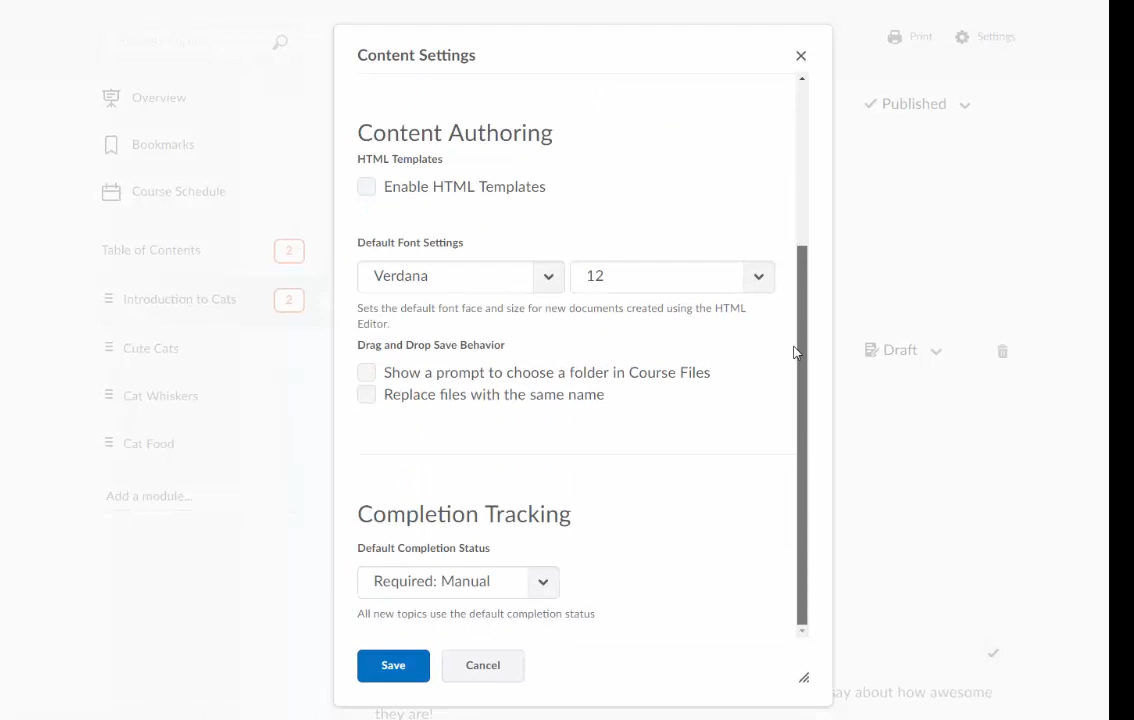 Print
Settings
Overview
Bookmarks
Course Schedule
Table of Contents
2
Introduction to Cats
2
Cute Cats
Cat Whiskers
Cat Food
Add a module...
Content Settings
Content Authoring
HTML Templates
Enable HTML Templates
Default Font Settings
Verdana
12
Sets the default font face and size for new documents created using the HTML
Editor.
Drag and Drop Save Behavior
Show a prompt to choose a folder in Course Files
Replace files with the same name
Completion Tracking
Default Completion Status
Required: Manual
All new topics use the default completion status
Save
Cancel
Published
Draft
say about how awesome
they are!